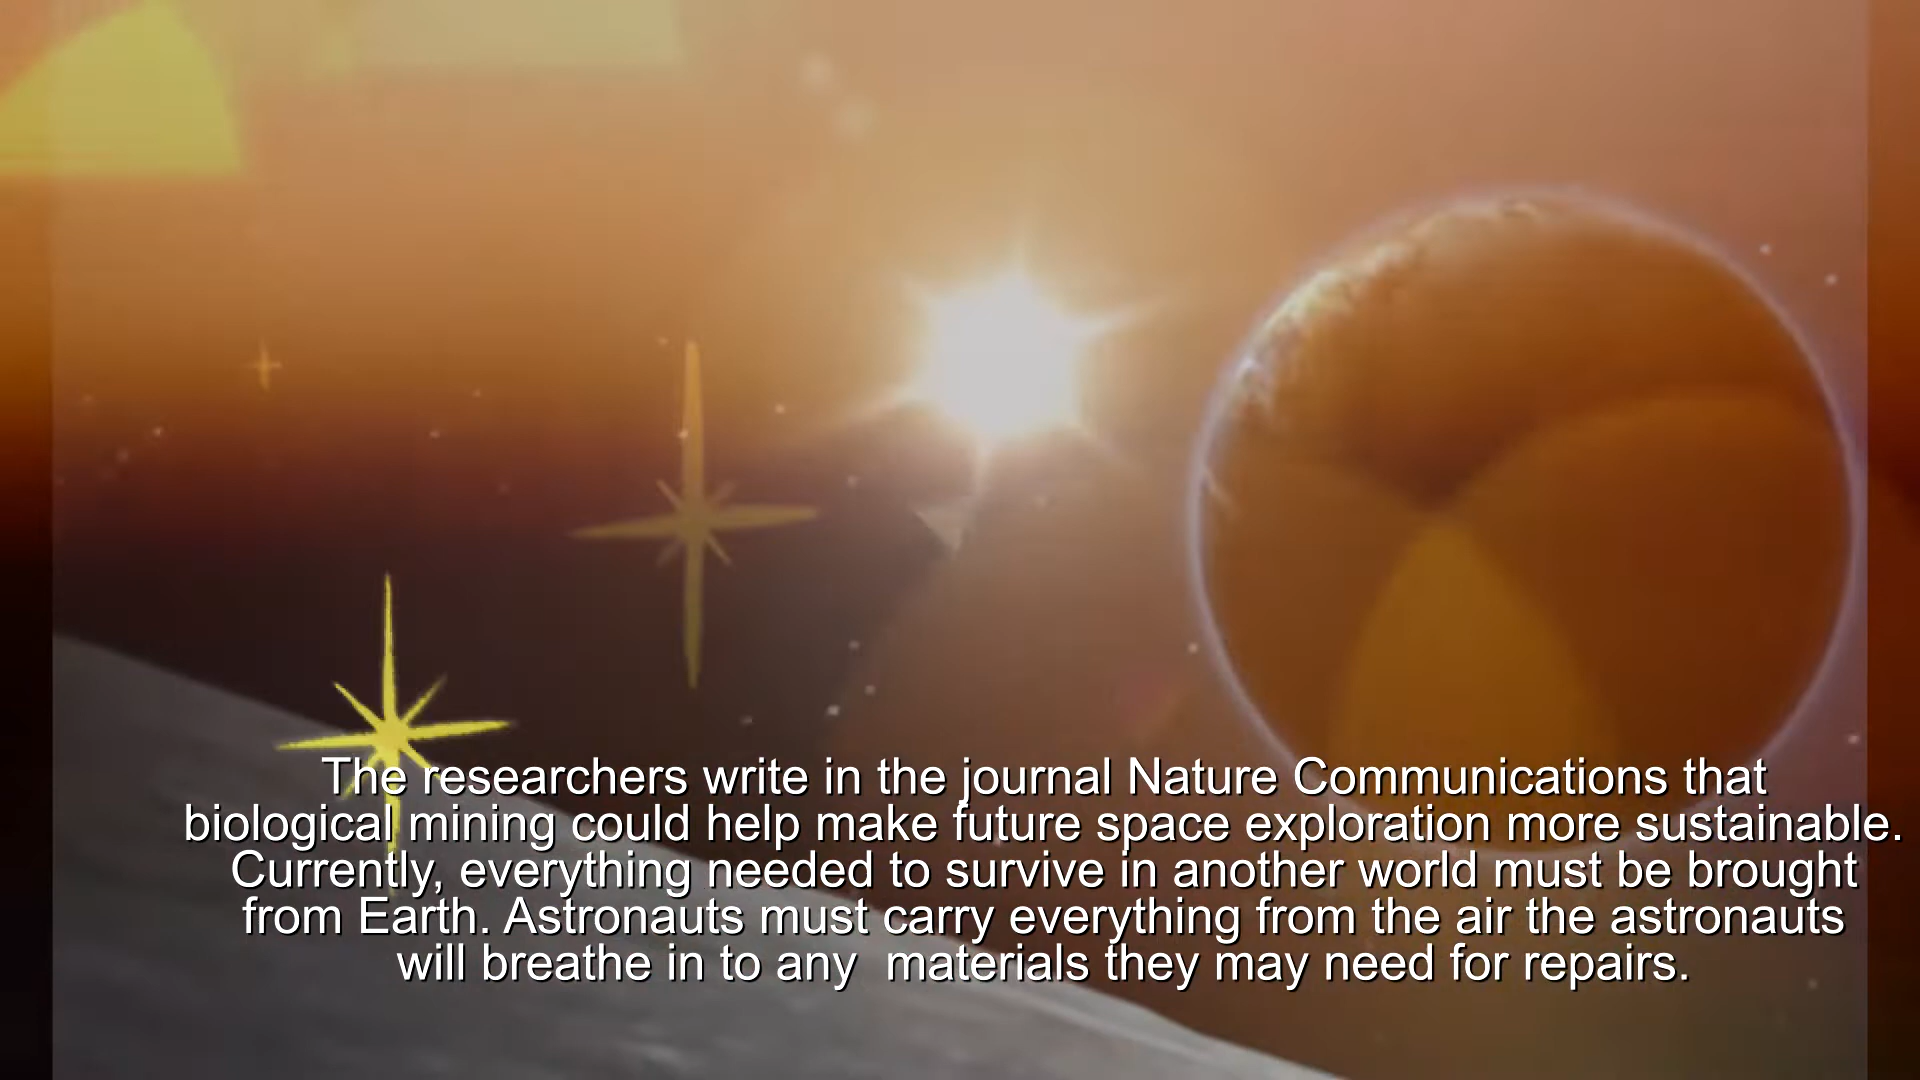 The researchers write in the journal Nature Communications that
biological mining could help make future space exploration more sustainable.
Currently, everything needed to survive in another world must be brought
from Earth. Astronauts must carry everything from the air the astronauts
will breathe in to any  materials they may need for repairs.